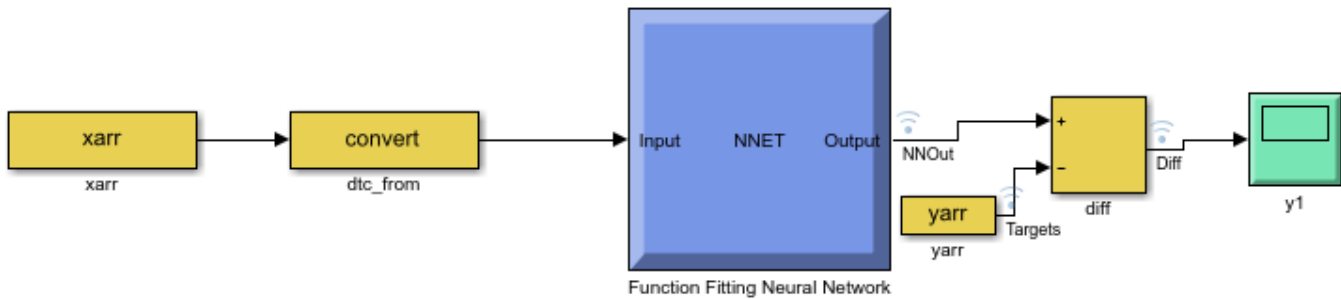 xarr
xarr
convert
dtc_from
Input
NNET
Output
Function Fitting Neural Network
NNOut
yarr
yarr
Targets
+
−
diff
Diff
y1